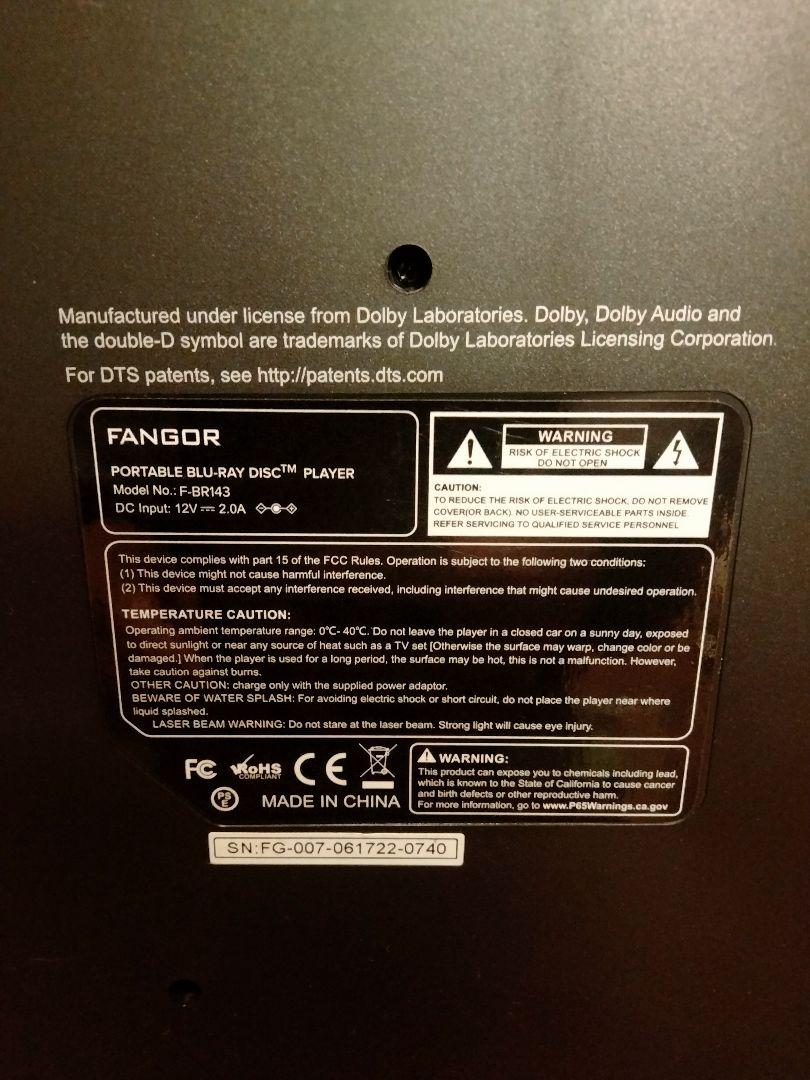 Manufactured under license from Dolby Laboratories. Dolby, Dolby Audio and
the double-D symbol are trademarks of Dolby Laboratories Licensing Corporation.
For DTS patents, see http://patents.dts.com
FANGOR
PORTABLE BLU-RAY DISC™ PLAYER
Model No.: F-BR143
DC Input: 12V ⎓ 2.0A
WARNING
RISK OF ELECTRIC SHOCK
DO NOT OPEN
CAUTION:
TO REDUCE THE RISK OF ELECTRIC SHOCK, DO NOT REMOVE
COVER(OR BACK). NO USER-SERVICEABLE PARTS INSIDE.
REFER SERVICING TO QUALIFIED SERVICE PERSONNEL
This device complies with part 15 of the FCC Rules. Operation is subject to the following two conditions:
(1) This device might not cause harmful interference.
(2) This device must accept any interference received, including interference that might cause undesired operation.
TEMPERATURE CAUTION:
Operating ambient temperature range: 0℃- 40℃. Do not leave the player in a closed car on a sunny day, exposed
to direct sunlight or near any source of heat such as a TV set [Otherwise the surface may warp, change color or be
damaged.] When the player is used for a long period, the surface may be hot, this is not a malfunction. However,
take caution against burns.
OTHER CAUTION: charge only with the supplied power adaptor.
BEWARE OF WATER SPLASH: For avoiding electric shock or short circuit, do not place the player near where
liquid splashed.
LASER BEAM WARNING: Do not stare at the laser beam. Strong light will cause eye injury.
FC RoHS COMPLIANT CE
PSE MADE IN CHINA
WARNING:
This product can expose you to chemicals including lead,
which is known to the State of California to cause cancer
and birth defects or other reproductive harm.
For more information, go to www.P65Warnings.ca.gov
SN:FG-007-061722-0740